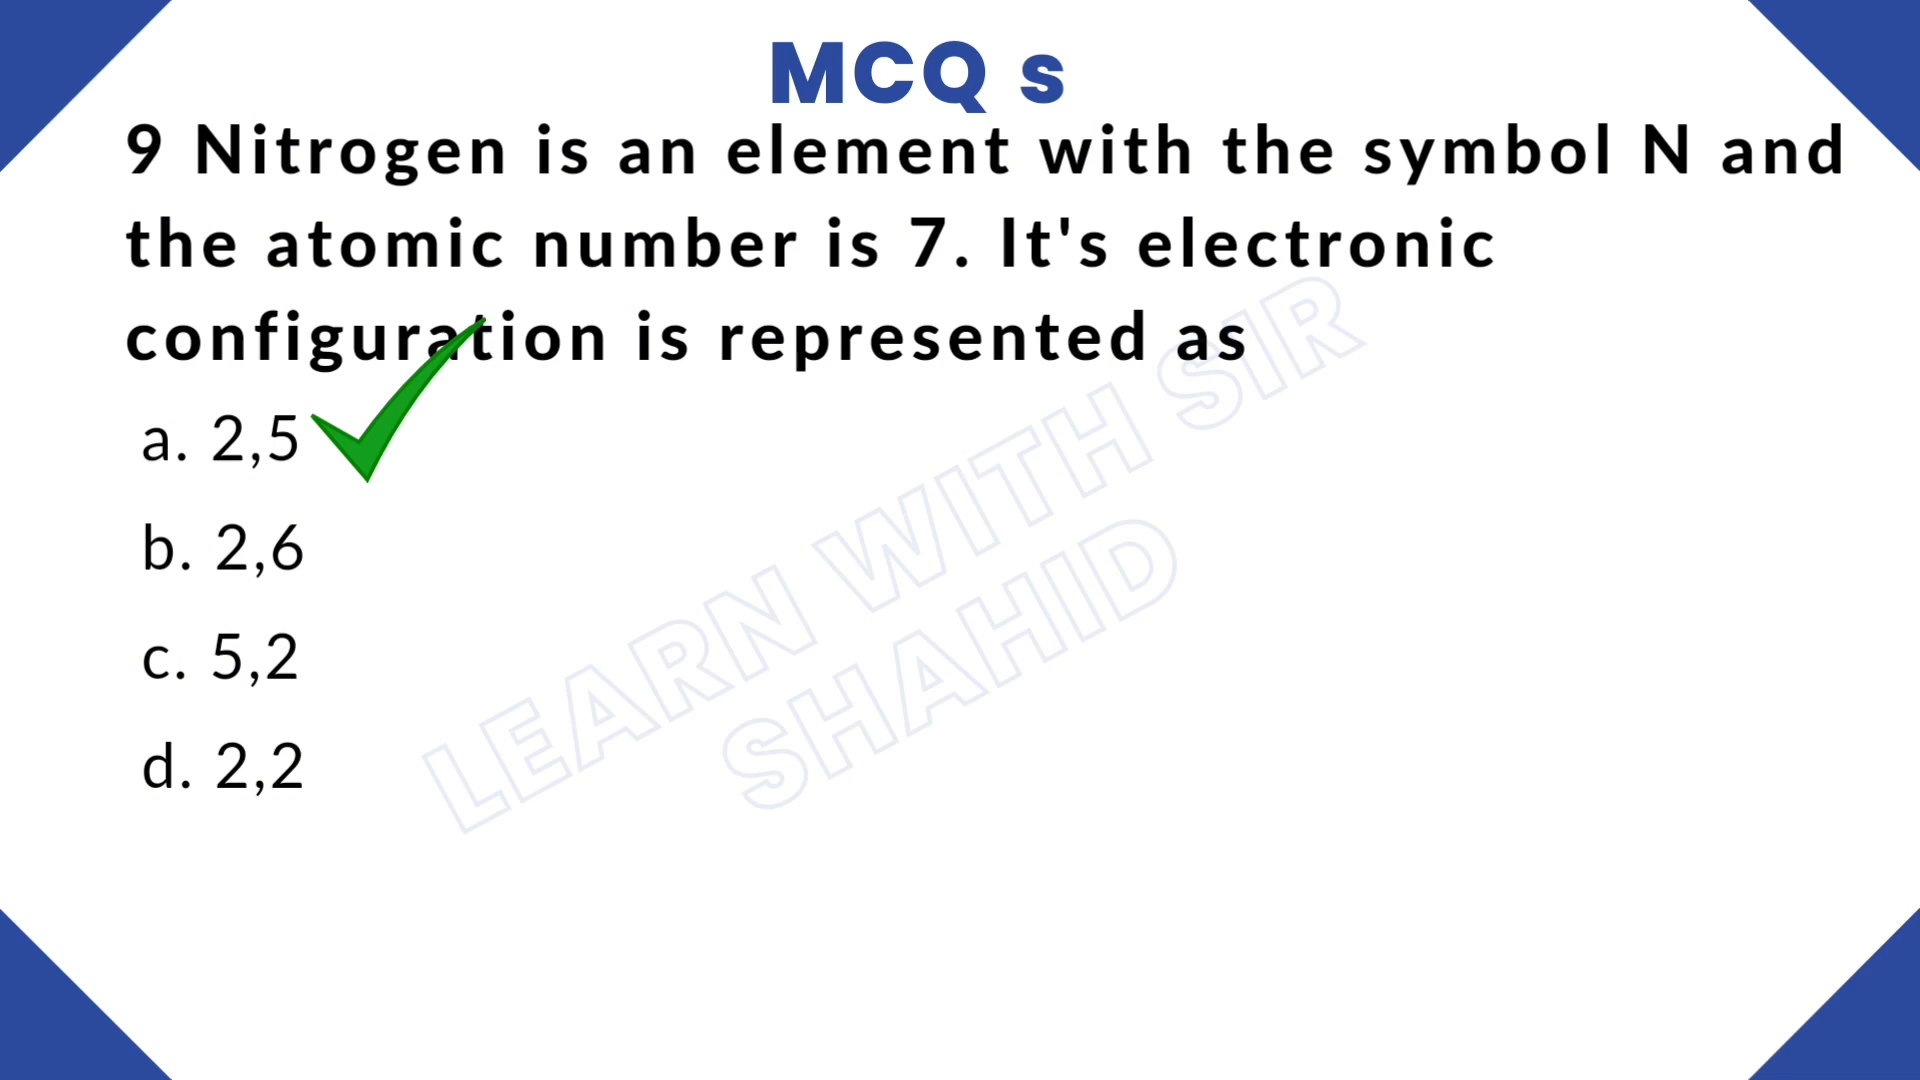 MCQ s
9 Nitrogen is an element with the symbol N and
the atomic number is 7. It's electronic
configuration is represented as
a. 2,5
b. 2,6
c. 5,2
d. 2,2
LEARN WITH SIR
SHAHID